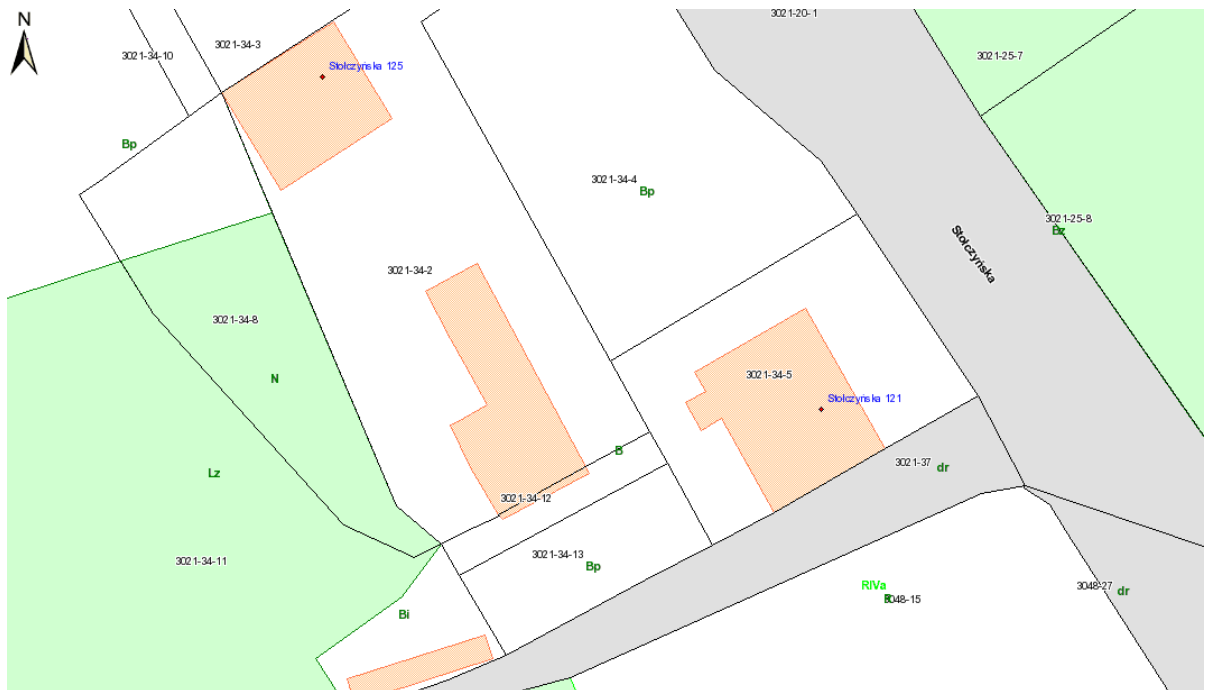 N
3021-20-1
3021-34-3
3021-34-10
3021-25-7
Stołczyńska 125
Bp
3021-34-4
Bp
3021-25-8
Bz
Stołczyńska
3021-34-2
3021-34-8
N
3021-34-5
Stołczyńska 121
B
3021-37
dr
Lz
3021-34-12
3021-34-11
3021-34-13
Bp
RIVa
3048-15
3048-27
dr
Bi